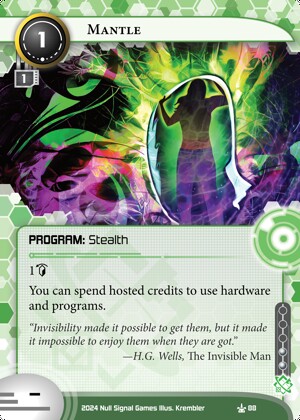 1
MANTLE
1
PROGRAM: Stealth
1
You can spend hosted credits to use hardware
and programs.
"Invisibility made it possible to get them, but it made
it impossible to enjoy them when they are got."
—H.G. Wells, The Invisible Man
2024 Null Signal Games Illus. Krembler
88